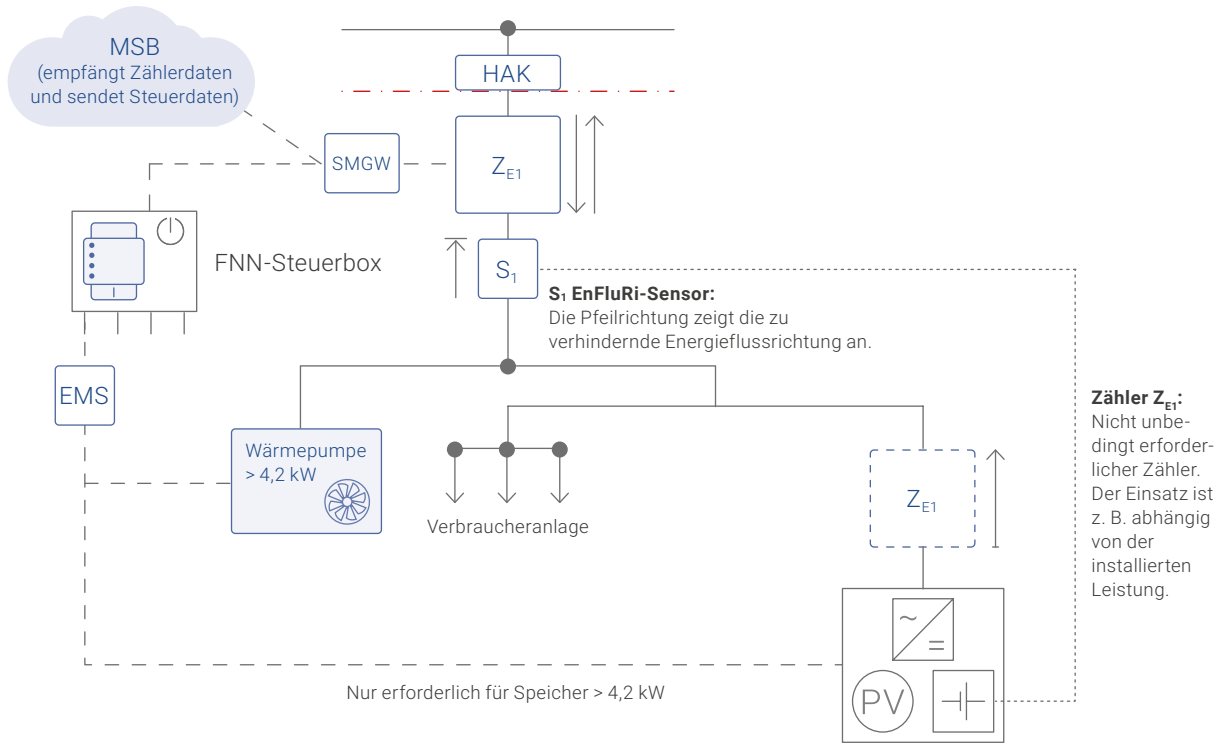 MSB
(empfängt Zählerdaten
und sendet Steuerdaten)
HAK
SMGW
Z_E1
FNN-Steuerbox
S₁
S₁ EnFluRi-Sensor:
Die Pfeilrichtung zeigt die zu
verhindernde Energieflussrichtung an.
EMS
Wärmepumpe
> 4,2 kW
Verbraucheranlage
Z_E1
Zähler Z_E1:
Nicht unbe-
dingt erforder-
licher Zähler.
Der Einsatz ist
z. B. abhängig
von der
installierten
Leistung.
~
=
PV
Nur erforderlich für Speicher > 4,2 kW